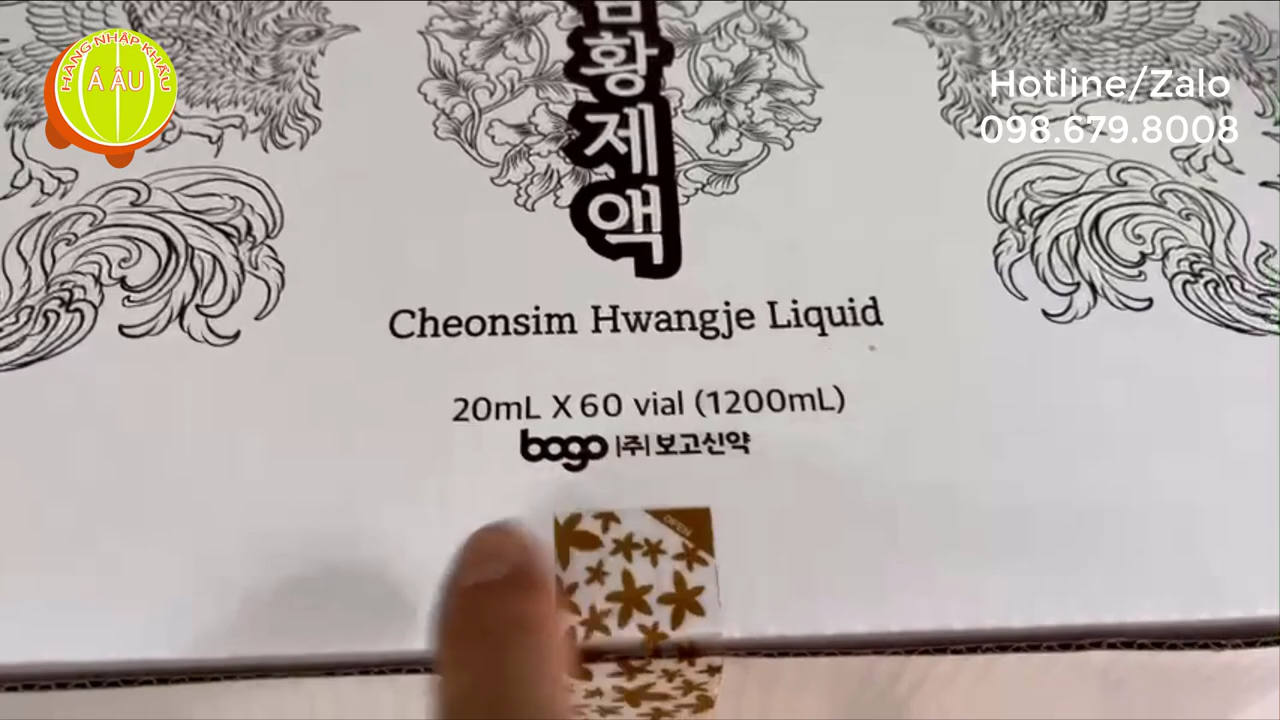 HÀNG NHẬP KHẨU
Á ÂU
Hotline/Zalo
098.679.8008
황
제
액
Cheonsim Hwangje Liquid
20mL X 60 vial (1200mL)
bogo (주)보고신약
OPEN